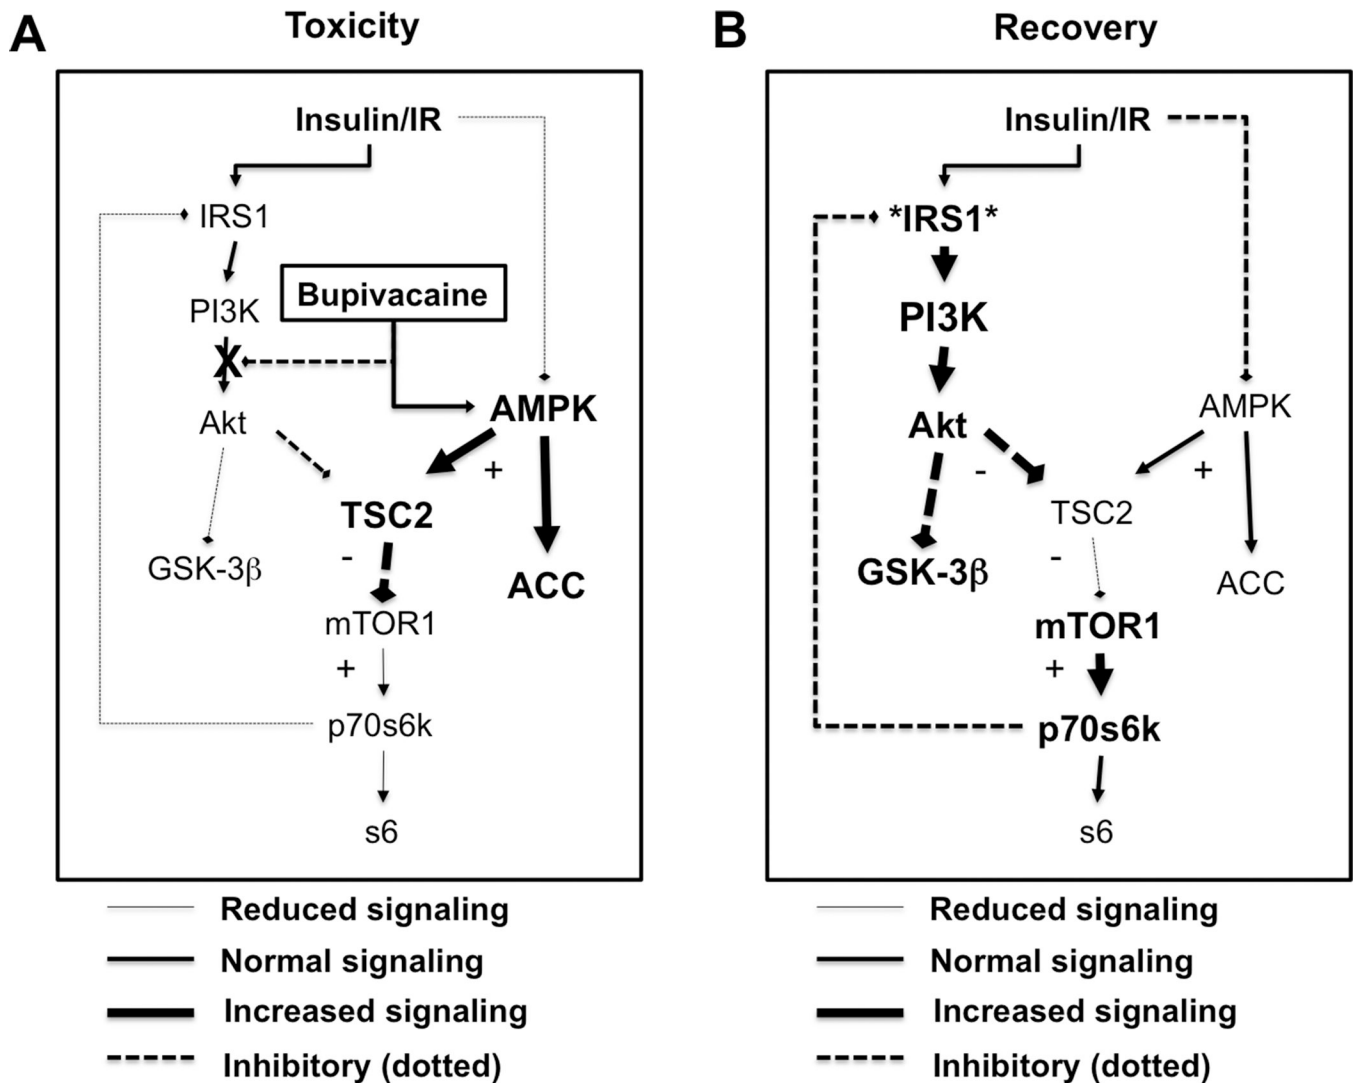 A
Toxicity
Insulin/IR
IRS1
PI3K
Bupivacaine
X
Akt
AMPK
+
TSC2
-
GSK-3β
ACC
mTOR1
+
p70s6k
s6
Reduced signaling
Normal signaling
Increased signaling
Inhibitory (dotted)
B
Recovery
Insulin/IR
*IRS1*
PI3K
Akt
AMPK
-
+
TSC2
-
GSK-3β
ACC
mTOR1
+
p70s6k
s6
Reduced signaling
Normal signaling
Increased signaling
Inhibitory (dotted)